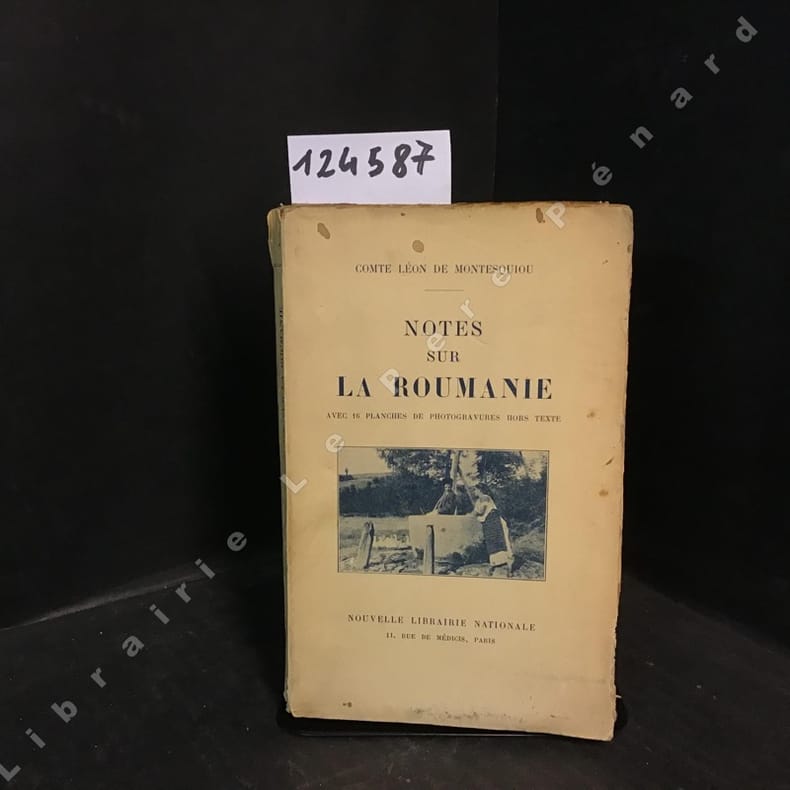 124587
COMTE LÉON DE MONTESQUIOU
NOTES
SUR
LA ROUMANIE
AVEC 16 PLANCHES DE PHOTOGRAVURES HORS TEXTE
NOUVELLE LIBRAIRIE NATIONALE
11, RUE DE MÉDICIS, PARIS
Librairie Le Père Pénard